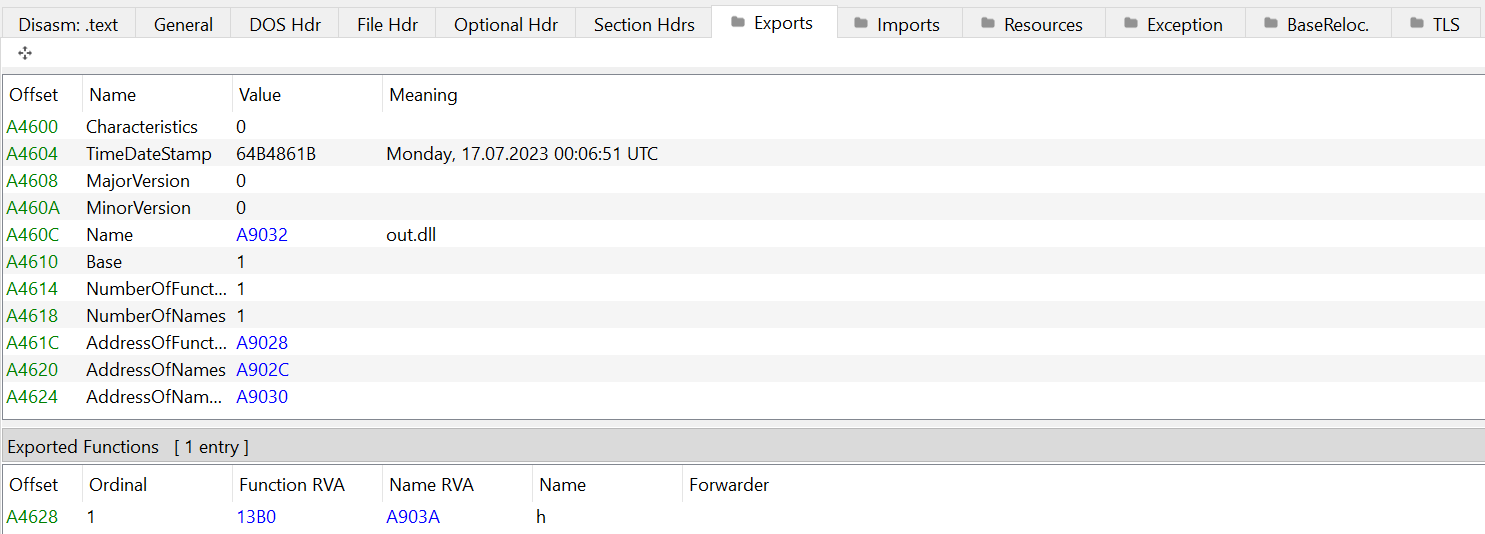 Disasm: .text General DOS Hdr File Hdr Optional Hdr Section Hdrs Exports Imports Resources Exception BaseReloc. TLS
Offset Name Value Meaning
A4600 Characteristics 0
A4604 TimeDateStamp 64B4861B Monday, 17.07.2023 00:06:51 UTC
A4608 MajorVersion 0
A460A MinorVersion 0
A460C Name A9032 out.dll
A4610 Base 1
A4614 NumberOfFunct... 1
A4618 NumberOfNames 1
A461C AddressOfFunct... A9028
A4620 AddressOfNames A902C
A4624 AddressOfNam... A9030
Exported Functions [ 1 entry ]
Offset Ordinal Function RVA Name RVA Name Forwarder
A4628 1 13B0 A903A h